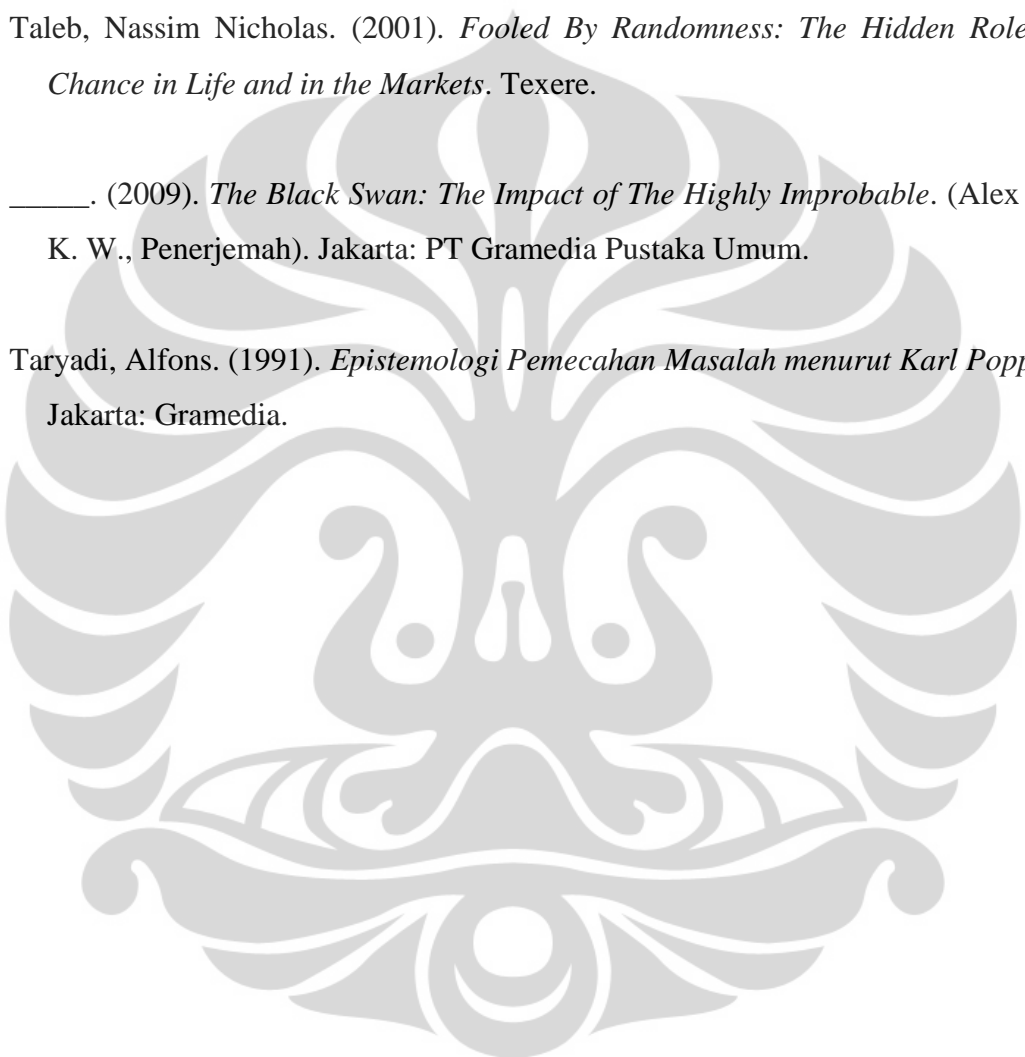 Taleb, Nassim Nicholas. (2001). Fooled By Randomness: The Hidden Role
Chance in Life and in the Markets. Texere.
_____. (2009). The Black Swan: The Impact of The Highly Improbable. (Alex
K. W., Penerjemah). Jakarta: PT Gramedia Pustaka Umum.
Taryadi, Alfons. (1991). Epistemologi Pemecahan Masalah menurut Karl Popp
Jakarta: Gramedia.